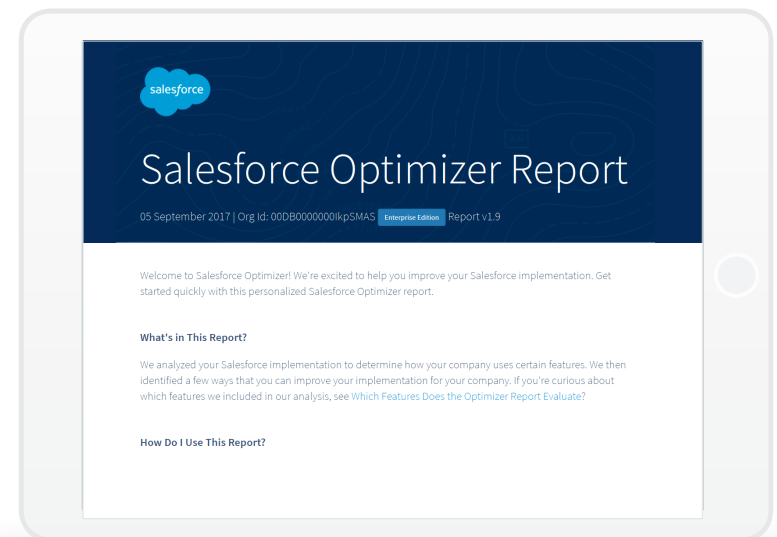 salesforce
Salesforce Optimizer Report
05 September 2017 | Org Id: 00DB0000000IkpSMAS Enterprise Edition Report v1.9
Welcome to Salesforce Optimizer! We're excited to help you improve your Salesforce implementation. Get
started quickly with this personalized Salesforce Optimizer report.
What's in This Report?
We analyzed your Salesforce implementation to determine how your company uses certain features. We then
identified a few ways that you can improve your implementation for your company. If you're curious about
which features we included in our analysis, see Which Features Does the Optimizer Report Evaluate?
How Do I Use This Report?